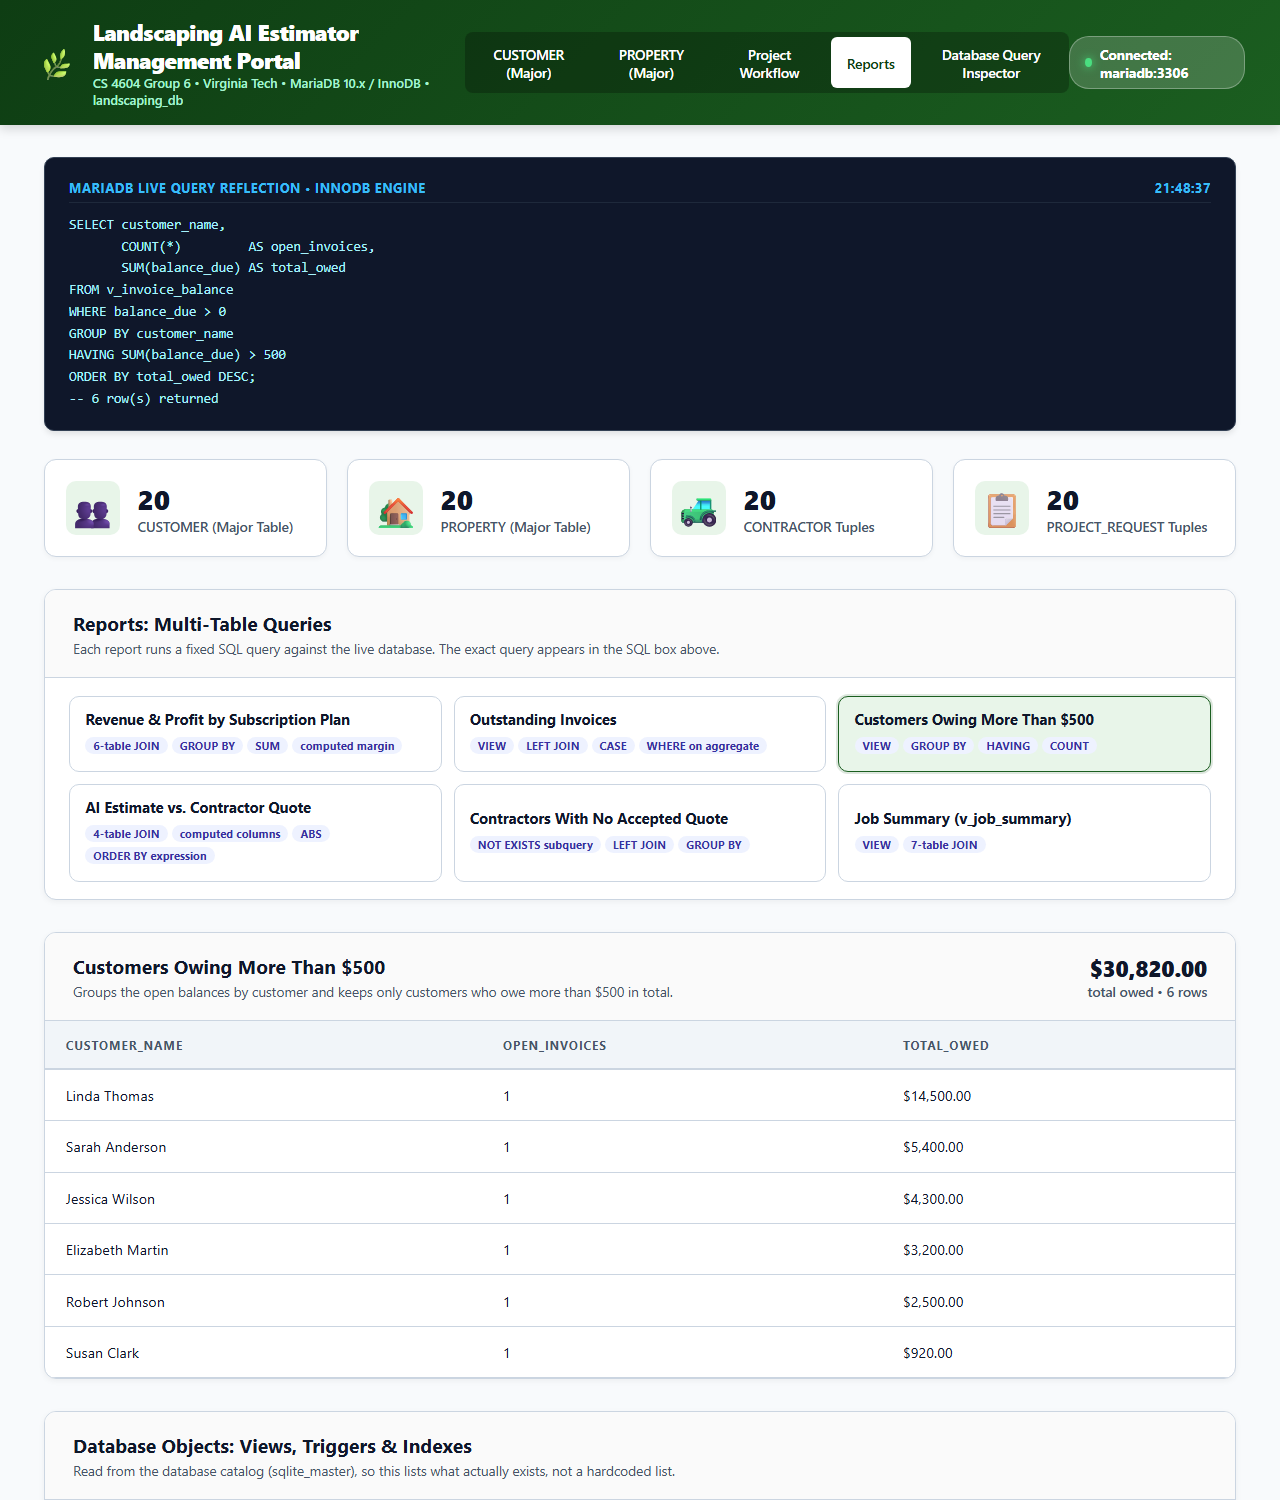 Landscaping AI Estimator
Management Portal
CS 4604 Group 6 • Virginia Tech • MariaDB 10.x / InnoDB •
landscaping_db
CUSTOMER
(Major)
PROPERTY
(Major)
Project
Workflow
Reports
Database Query
Inspector
Connected:
mariadb:3306
MARIADB LIVE QUERY REFLECTION • INNODB ENGINE
21:48:37
SELECT customer_name,
       COUNT(*)         AS open_invoices,
       SUM(balance_due) AS total_owed
FROM v_invoice_balance
WHERE balance_due > 0
GROUP BY customer_name
HAVING SUM(balance_due) > 500
ORDER BY total_owed DESC;
-- 6 row(s) returned
20
CUSTOMER (Major Table)
20
PROPERTY (Major Table)
20
CONTRACTOR Tuples
20
PROJECT_REQUEST Tuples
Reports: Multi-Table Queries
Each report runs a fixed SQL query against the live database. The exact query appears in the SQL box above.
Revenue & Profit by Subscription Plan
6-table JOIN GROUP BY SUM computed margin
Outstanding Invoices
VIEW LEFT JOIN CASE WHERE on aggregate
Customers Owing More Than $500
VIEW GROUP BY HAVING COUNT
AI Estimate vs. Contractor Quote
4-table JOIN computed columns ABS
ORDER BY expression
Contractors With No Accepted Quote
NOT EXISTS subquery LEFT JOIN GROUP BY
Job Summary (v_job_summary)
VIEW 7-table JOIN
Customers Owing More Than $500
Groups the open balances by customer and keeps only customers who owe more than $500 in total.
$30,820.00
total owed • 6 rows
CUSTOMER_NAME OPEN_INVOICES TOTAL_OWED
Linda Thomas 1 $14,500.00
Sarah Anderson 1 $5,400.00
Jessica Wilson 1 $4,300.00
Elizabeth Martin 1 $3,200.00
Robert Johnson 1 $2,500.00
Susan Clark 1 $920.00
Database Objects: Views, Triggers & Indexes
Read from the database catalog (sqlite_master), so this lists what actually exists, not a hardcoded list.